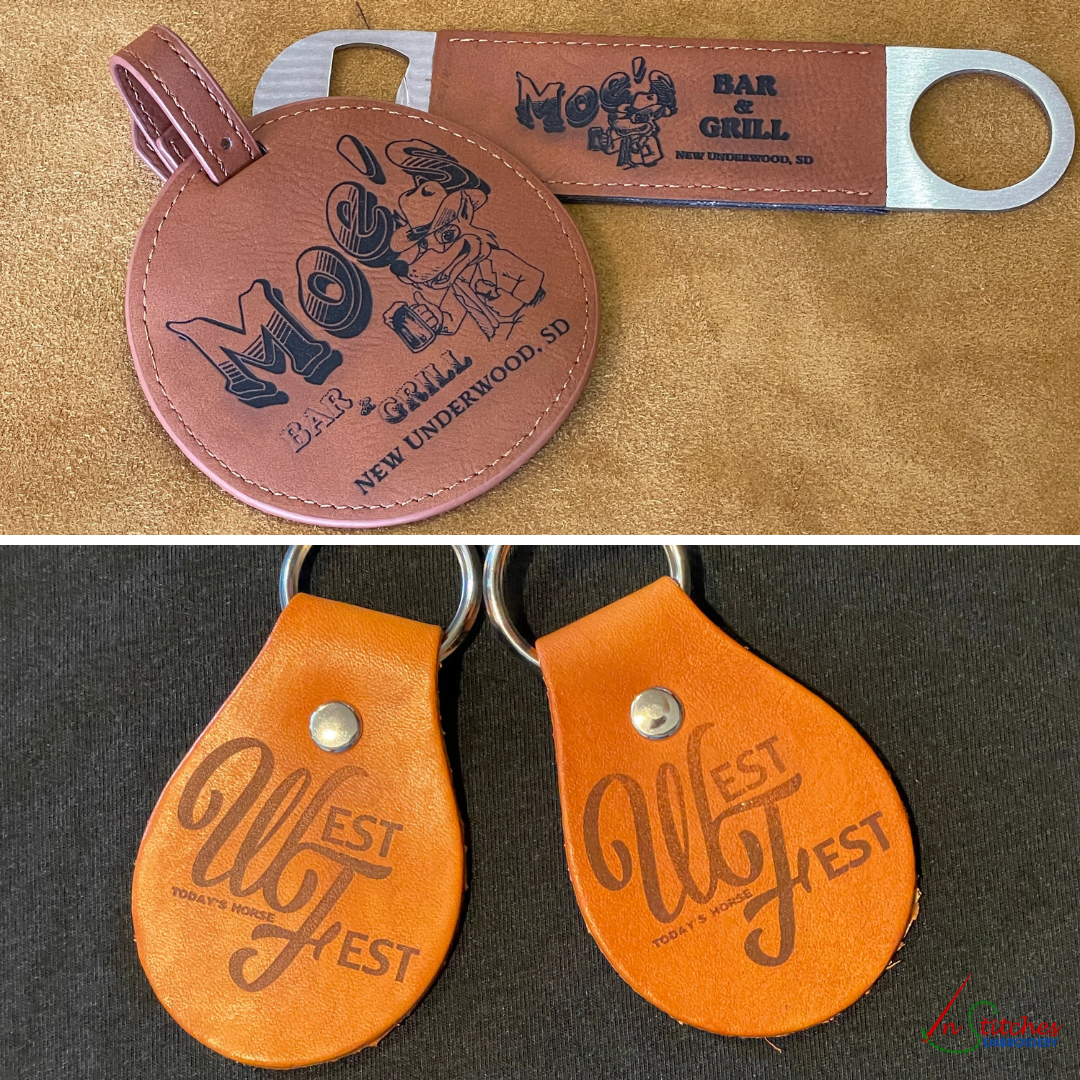 Moe's
BAR
&
GRILL
NEW UNDERWOOD, SD
Moe's
BAR & GRILL
NEW UNDERWOOD, SD
WEST
TODAY'S HORSE
FEST
WEST
TODAY'S HORSE
FEST
In Stitches
EMBROIDERY